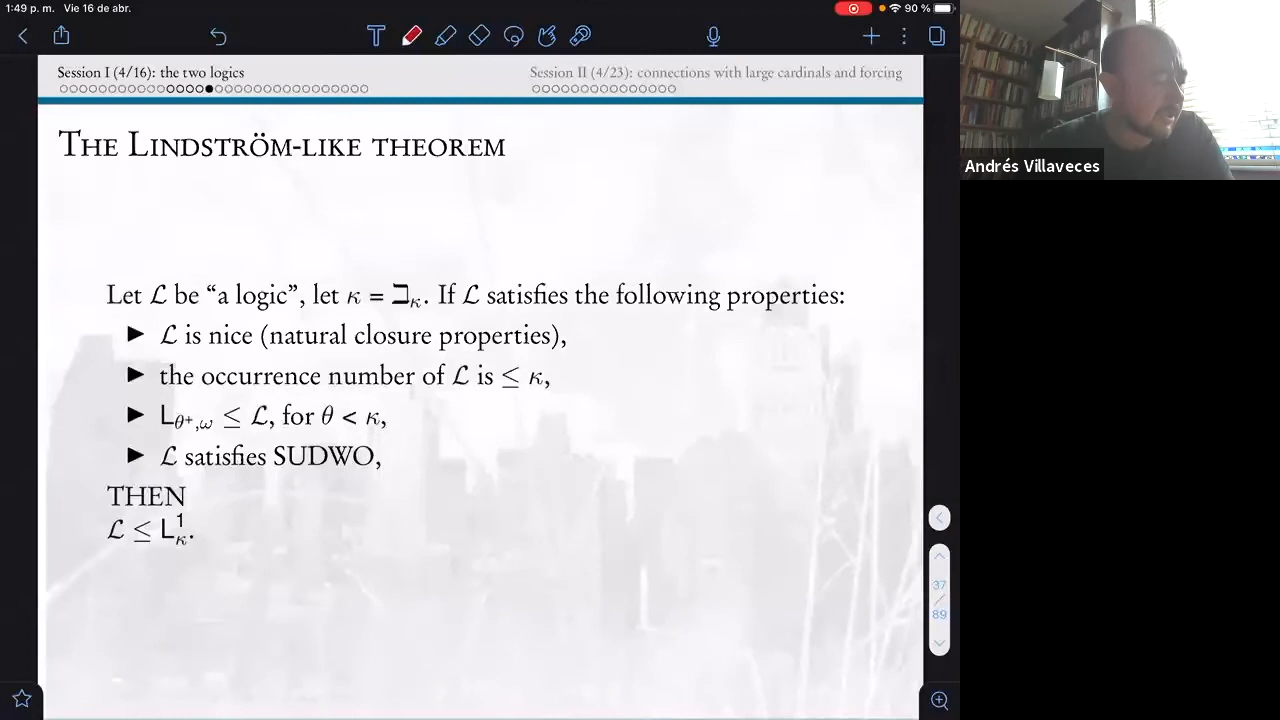 1:49 p. m. Vie 16 de abr.
90 %
Session I (4/16): the two logics
Session II (4/23): connections with large cardinals and forcing
The Lindström-like theorem
Let ℒ be “a logic”, let κ = ℶ_κ. If ℒ satisfies the following properties:
▶ ℒ is nice (natural closure properties),
▶ the occurrence number of ℒ is ≤ κ,
▶ L_{θ⁺,ω} ≤ ℒ, for θ < κ,
▶ ℒ satisfies SUDWO,
THEN
ℒ ≤ L¹_κ.
37
/
89
Andrés Villaveces